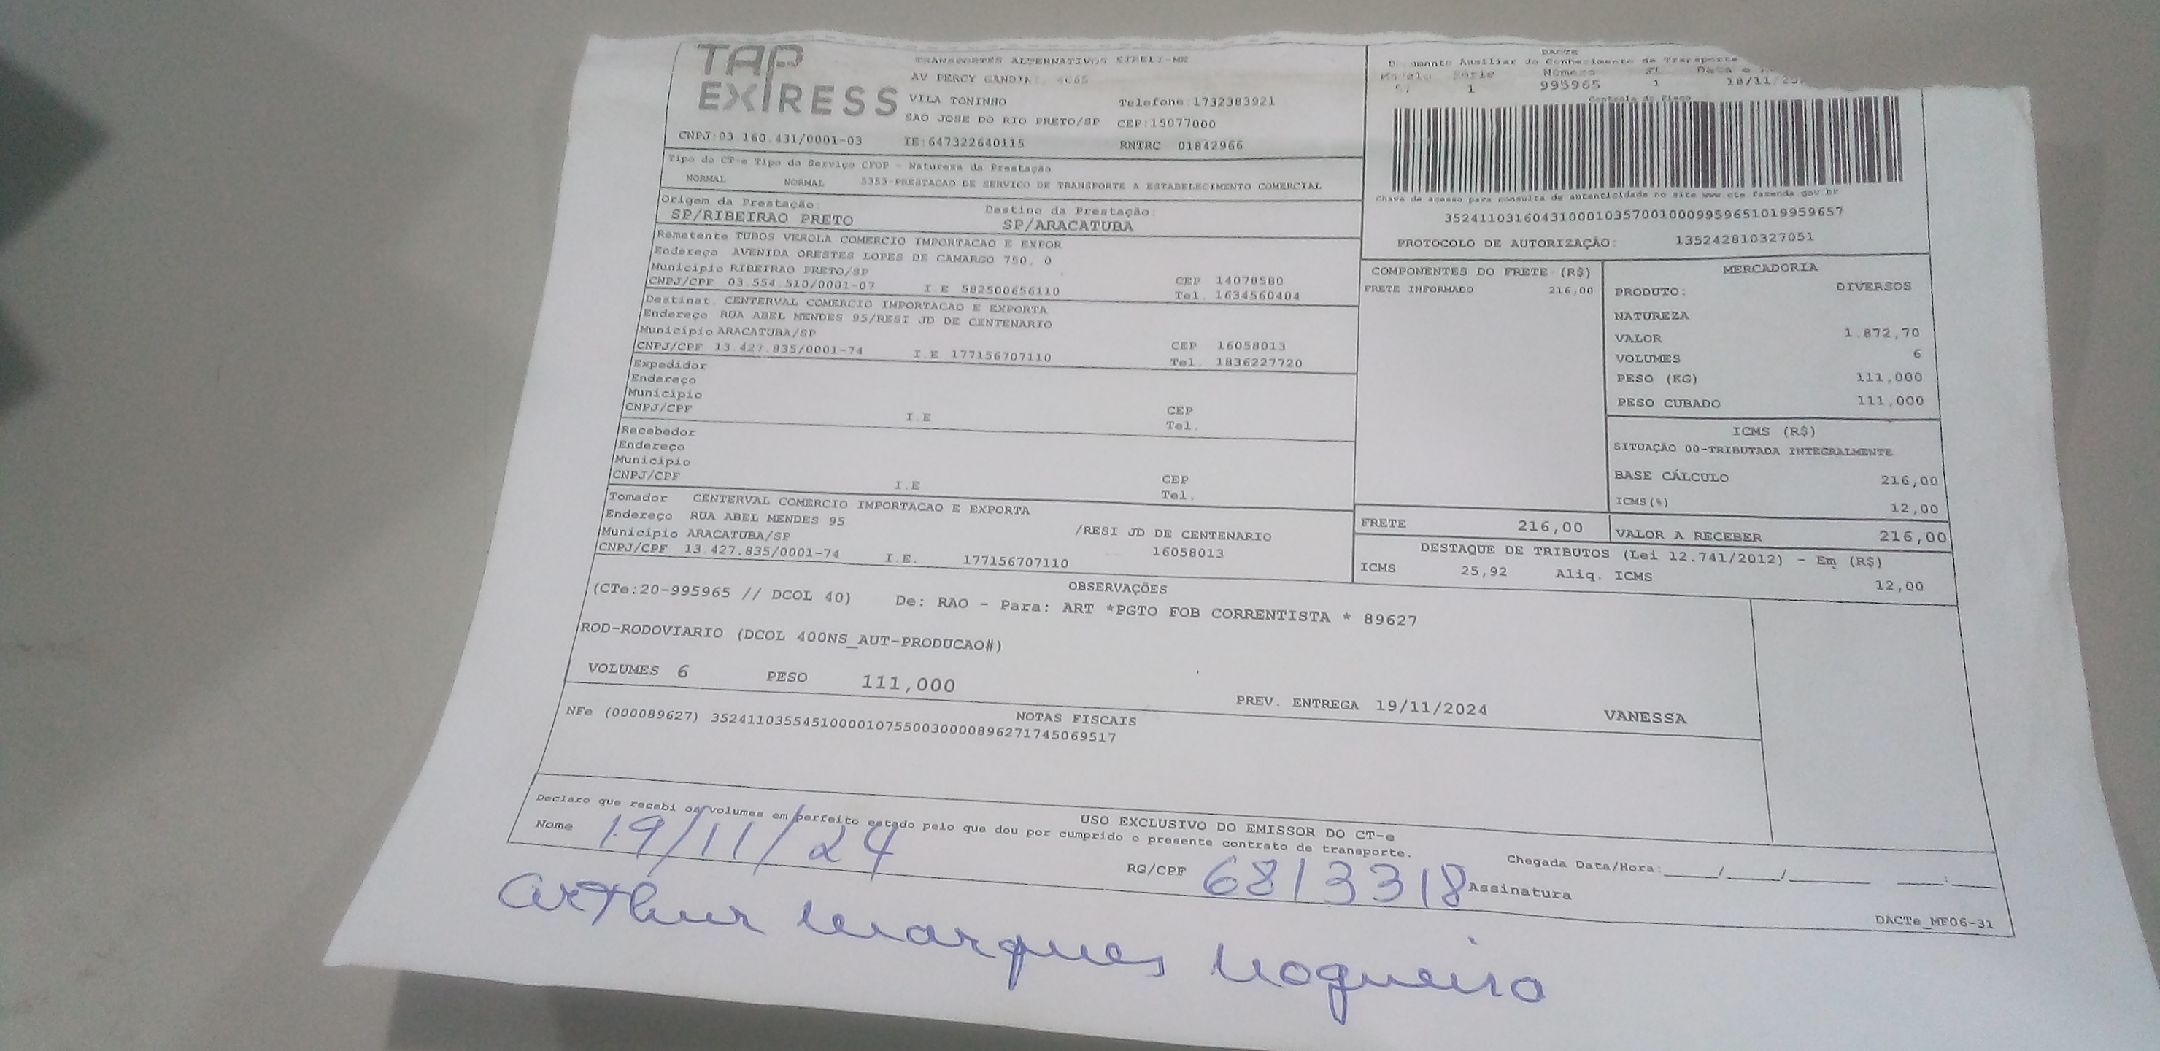 TAP
EXPRESS
TRANSPORTES ALTERNATIVOS EIRELI-ME
AV PERCY GANDINI, 4665
VILA TONINHO Telefone:1732383921
SAO JOSE DO RIO PRETO/SP CEP:15077000
CNPJ:03.160.431/0001-03 IE:647322640115 RNTRC 01842966
Tipo do CT-e Tipo do Serviço CFOP - Natureza da Prestação
NORMAL NORMAL 5353-PRESTACAO DE SERVICO DE TRANSPORTE A ESTABELECIMENTO COMERCIAL
Origem da Prestação: Destino da Prestação:
SP/RIBEIRAO PRETO SP/ARACATUBA
Remetente TUBOS VEROLA COMERCIO IMPORTACAO E EXPOR
Endereço AVENIDA ORESTES LOPES DE CAMARGO 750, 0
Municipio RIBEIRAO PRETO/SP CEP 14078580
CNPJ/CPF 03.554.510/0001-07 I.E 582500656110 Tel. 1634560404
Destinat. CENTERVAL COMERCIO IMPORTACAO E EXPORTA
Endereço RUA ABEL MENDES 95/RESI JD DE CENTENARIO
Municipio ARACATUBA/SP CEP 16058013
CNPJ/CPF 13.427.835/0001-74 I.E 177156707110 Tel. 1836227720
Expedidor
Endereço
Municipio CEP
CNPJ/CPF I.E Tel.
Recebedor
Endereço
Municipio CEP
CNPJ/CPF I.E Tel.
Tomador CENTERVAL COMERCIO IMPORTACAO E EXPORTA
Endereço RUA ABEL MENDES 95 /RESI JD DE CENTENARIO
Municipio ARACATUBA/SP 16058013
CNPJ/CPF 13.427.835/0001-74 I.E. 177156707110
DACTE
Auxiliar do Conhecimento de Transporte
Serie Número
1 995965 1 18/11/
Controle do Fisco
Chave de acesso para consulta de autenticidade no site www.cte.fazenda.gov.br
35241103160431000103570010009959651019959657
PROTOCOLO DE AUTORIZAÇÃO: 135242810327051
COMPONENTES DO FRETE (R$)
FRETE INFORMADO 216,00
MERCADORIA
PRODUTO: DIVERSOS
NATUREZA
VALOR 1.872,70
VOLUMES 6
PESO (KG) 111,000
PESO CUBADO 111,000
ICMS (R$)
SITUAÇÃO 00-TRIBUTADA INTEGRALMENTE
BASE CÁLCULO 216,00
ICMS(%) 12,00
FRETE 216,00 VALOR A RECEBER 216,00
DESTAQUE DE TRIBUTOS (Lei 12.741/2012) - Em (R$)
ICMS 25,92 Aliq. ICMS 12,00
OBSERVAÇÕES
(CTe:20-995965 // DCOL 40) De: RAO - Para: ART *PGTO FOB CORRENTISTA * 89627
ROD-RODOVIARIO (DCOL 400NS_AUT-PRODUCAO#)
VOLUMES 6 PESO 111,000 PREV. ENTREGA 19/11/2024 VANESSA
NOTAS FISCAIS
NFe (000089627) 35241103554510000107550030000896271745069517
USO EXCLUSIVO DO EMISSOR DO CT-e
Declaro que recebi os volumes em perfeito estado pelo que dou por cumprido o presente contrato de transporte.
Nome 19/11/24 RG/CPF 6813318 Assinatura Chegada Data/Hora:____/____/____ ____:____
DACTe_MF06-31
Arthur Marques Nogueira